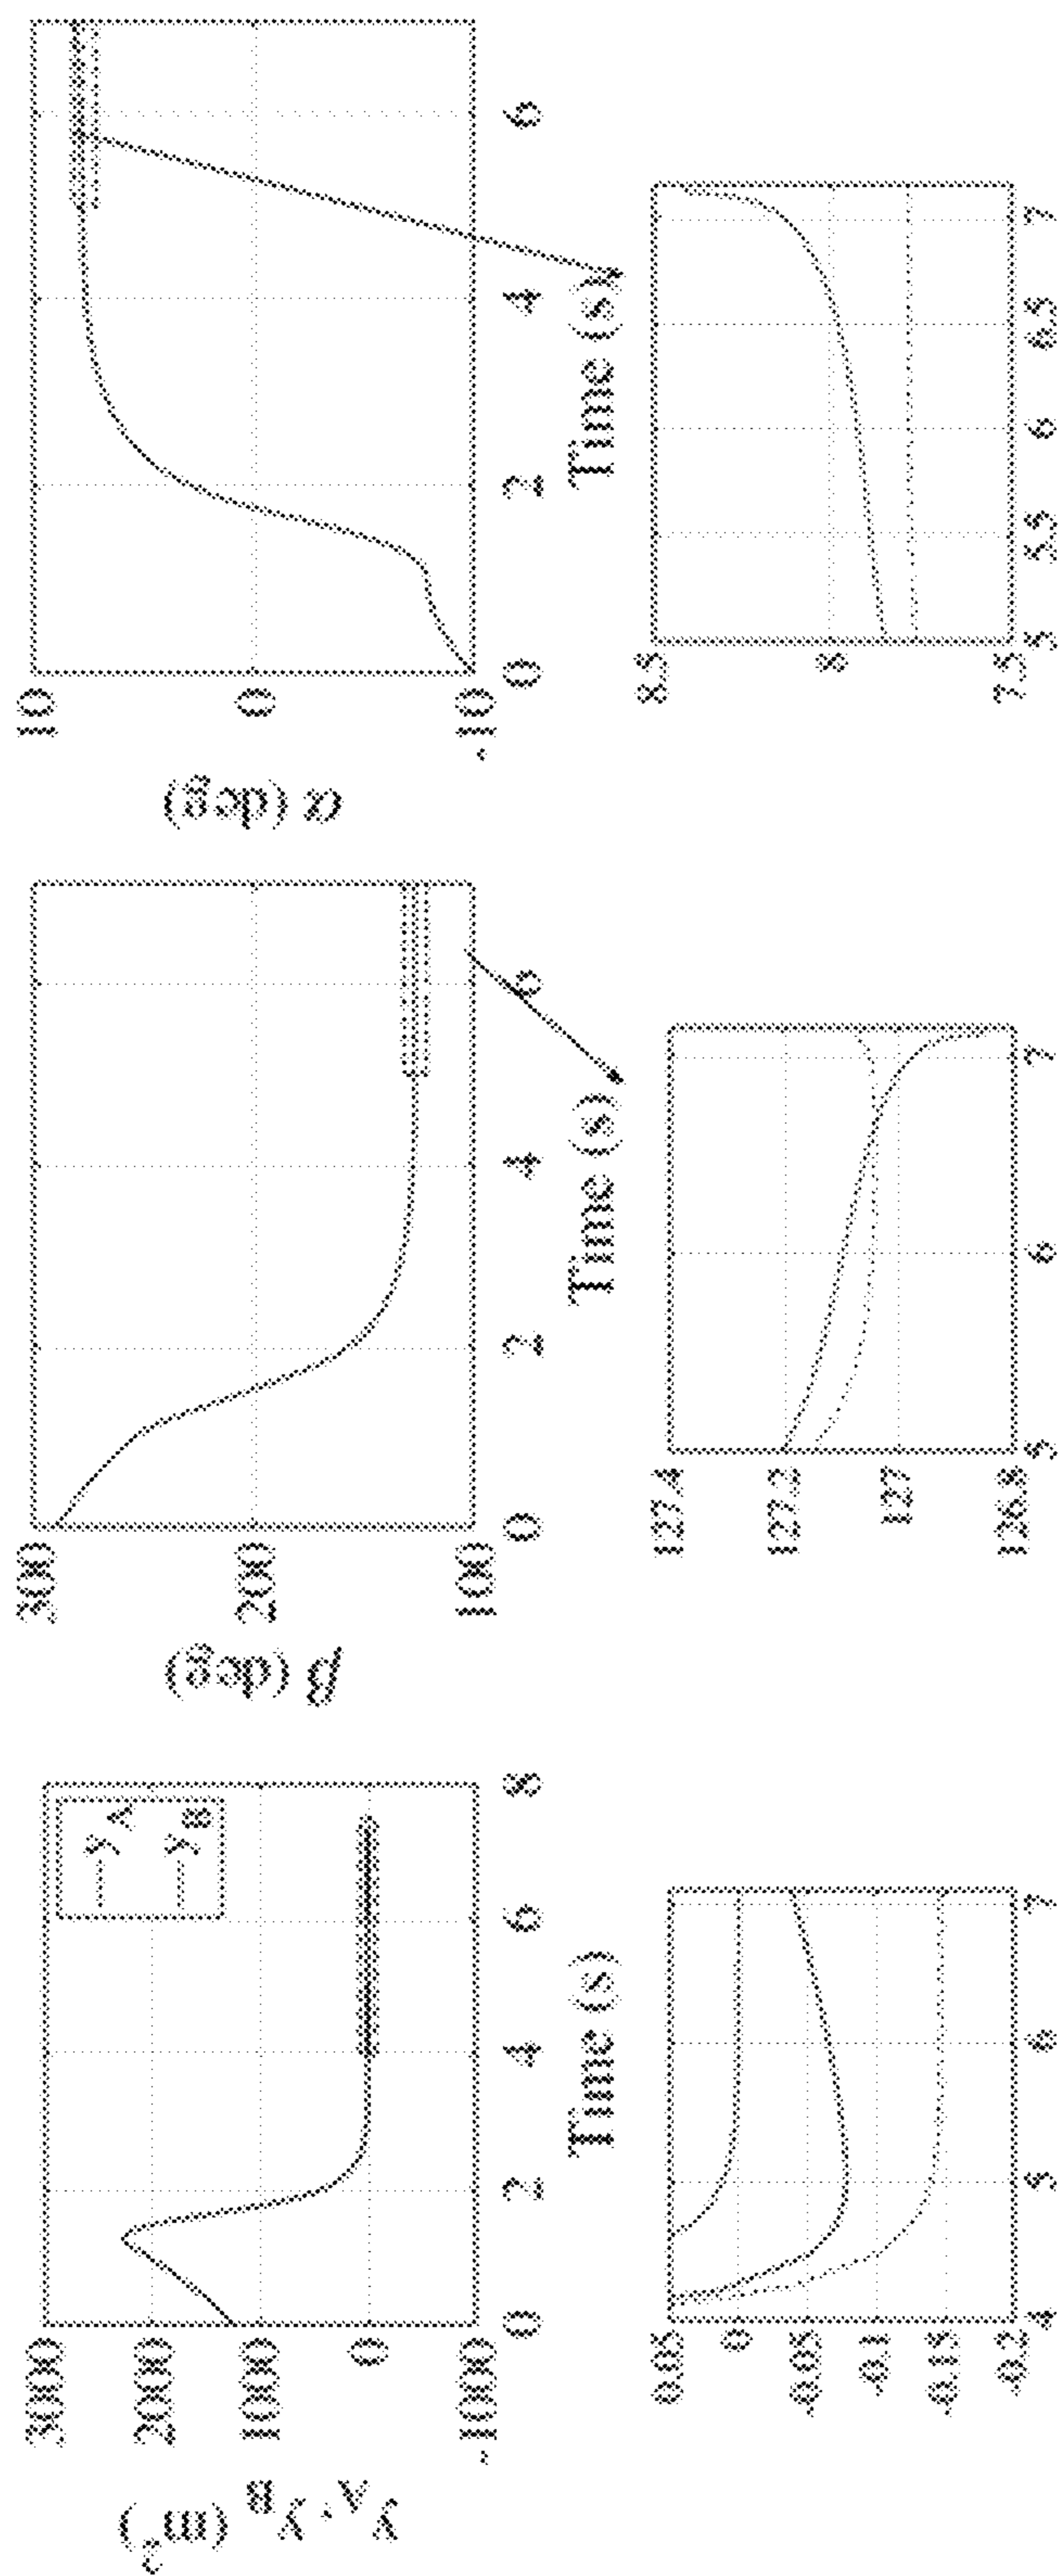 3000
2000
1000
0
-1000
y_A, y_B (m²)
y_A
y_B
0 2 4 6 8
Time (s)
0.05
0
-0.05
-0.1
-0.15
-0.2
4 5 6 7
300
200
100
β (deg)
0 2 4 6
Time (s)
127.4
127.2
127
126.8
5 6 7
10
0
-10
α (deg)
0 2 4 6
Time (s)
8.5
8
7.5
5 5.5 6 6.5 7